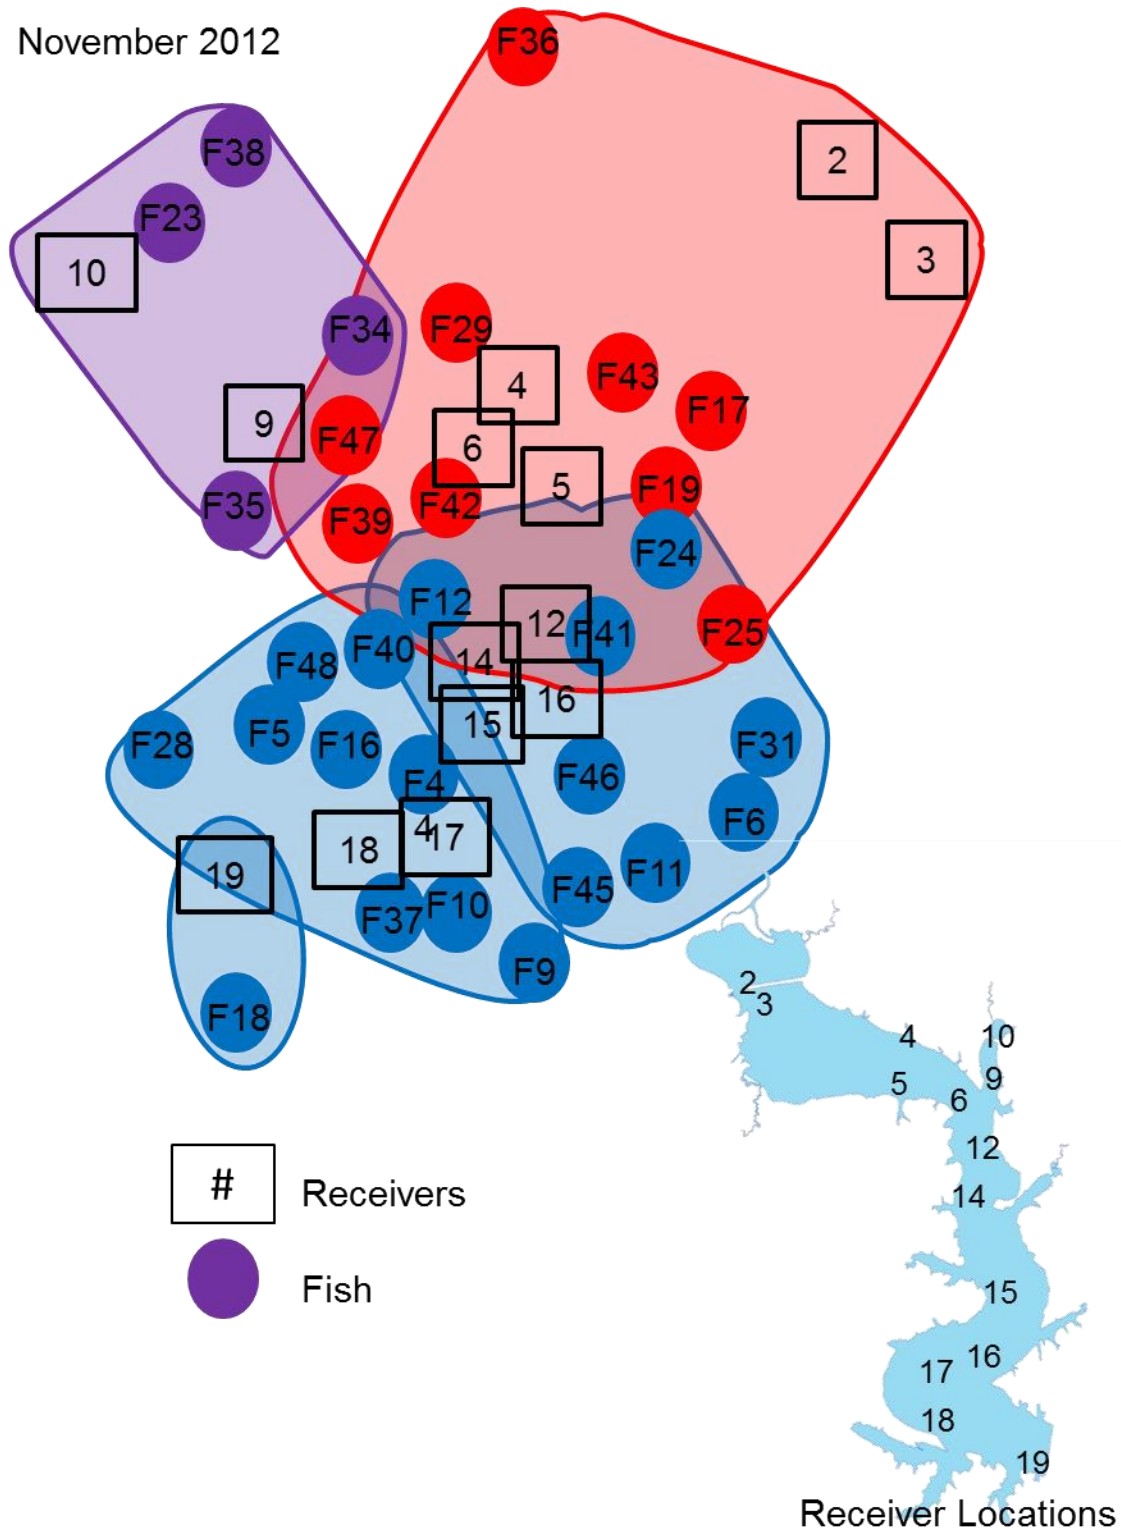 November 2012
F36
F38
2
F23
3
10
F34
F29
4
F43
F17
9
F47
6
5
F19
F35
F42
F39
F24
F12
12
F41
F25
F40
F48
14
16
F5
15
F28
F16
F31
F4
4
F46
F6
18
17
F11
19
F45
F37
F10
F9
F18
2
3
4
10
5
9
6
12
14
#
Receivers
Fish
15
16
17
18
19
Receiver Locations